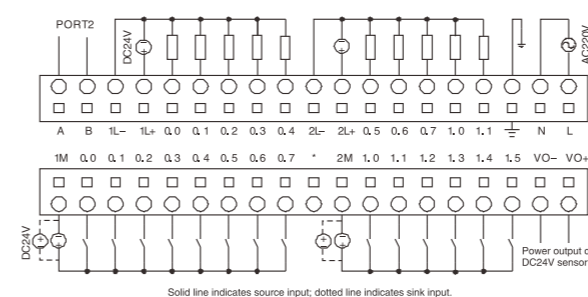 PORT2
DC24V
AC220V
A B 1L- 1L+ 0.0 0.1 0.2 0.3 0.4 2L- 2L+ 0.5 0.6 0.7 1.0 1.1 N L
1M 0.0 0.1 0.2 0.3 0.4 0.5 0.6 0.7 * 2M 1.0 1.1 1.2 1.3 1.4 1.5 VO- VO+
DC24V
Power output o
DC24V sensor
Solid line indicates source input; dotted line indicates sink input.